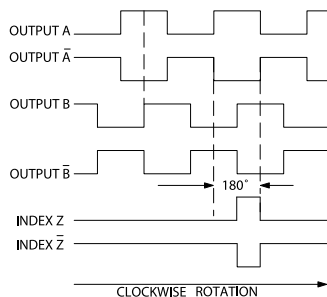 OUTPUT A
OUTPUT A̅
OUTPUT B
OUTPUT B̅
180°
INDEX Z
INDEX Z̅
CLOCKWISE ROTATION